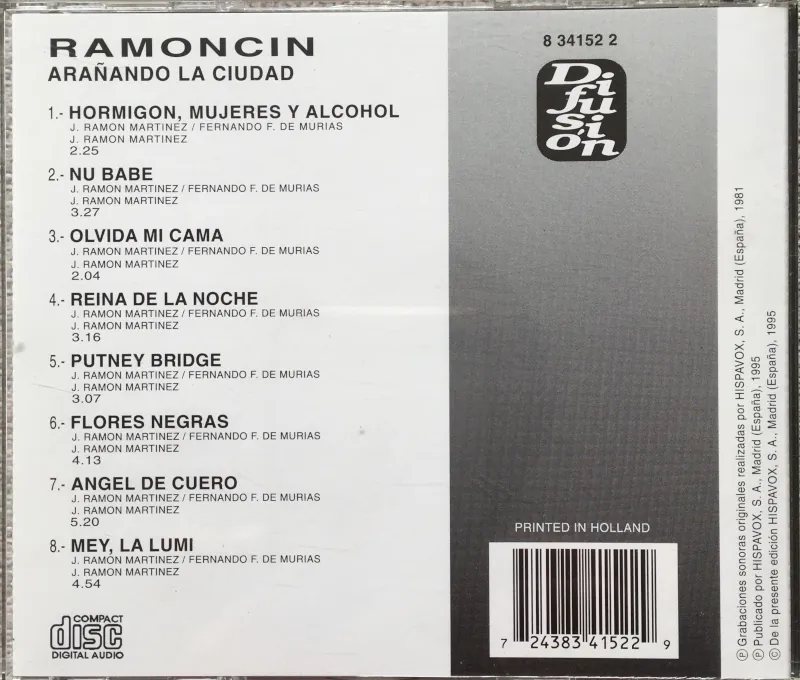 RAMONCIN
ARAÑANDO LA CIUDAD
1.- HORMIGON, MUJERES Y ALCOHOL
J. RAMON MARTINEZ / FERNANDO F. DE MURIAS
J. RAMON MARTINEZ
2.25
2.- NU BABE
J. RAMON MARTINEZ / FERNANDO F. DE MURIAS
J. RAMON MARTINEZ
3.27
3.- OLVIDA MI CAMA
J. RAMON MARTINEZ / FERNANDO F. DE MURIAS
J. RAMON MARTINEZ
2.04
4.- REINA DE LA NOCHE
J. RAMON MARTINEZ / FERNANDO F. DE MURIAS
J. RAMON MARTINEZ
3.16
5.- PUTNEY BRIDGE
J. RAMON MARTINEZ / FERNANDO F. DE MURIAS
J. RAMON MARTINEZ
3.07
6.- FLORES NEGRAS
J. RAMON MARTINEZ / FERNANDO F. DE MURIAS
J. RAMON MARTINEZ
4.13
7.- ANGEL DE CUERO
J. RAMON MARTINEZ / FERNANDO F. DE MURIAS
J. RAMON MARTINEZ
5.20
8.- MEY, LA LUMI
J. RAMON MARTINEZ / FERNANDO F. DE MURIAS
J. RAMON MARTINEZ
4.54
COMPACT
disc
DIGITAL AUDIO
8 34152 2
Di
fu
si
ón
PRINTED IN HOLLAND
7 24383 41522 9
Ⓟ Grabaciones sonoras originales realizadas por HISPAVOX, S. A., Madrid (España), 1981
Ⓟ Publicado por HISPAVOX, S. A., Madrid (España), 1995
Ⓒ De la presente edición HISPAVOX, S. A., Madrid (España), 1995